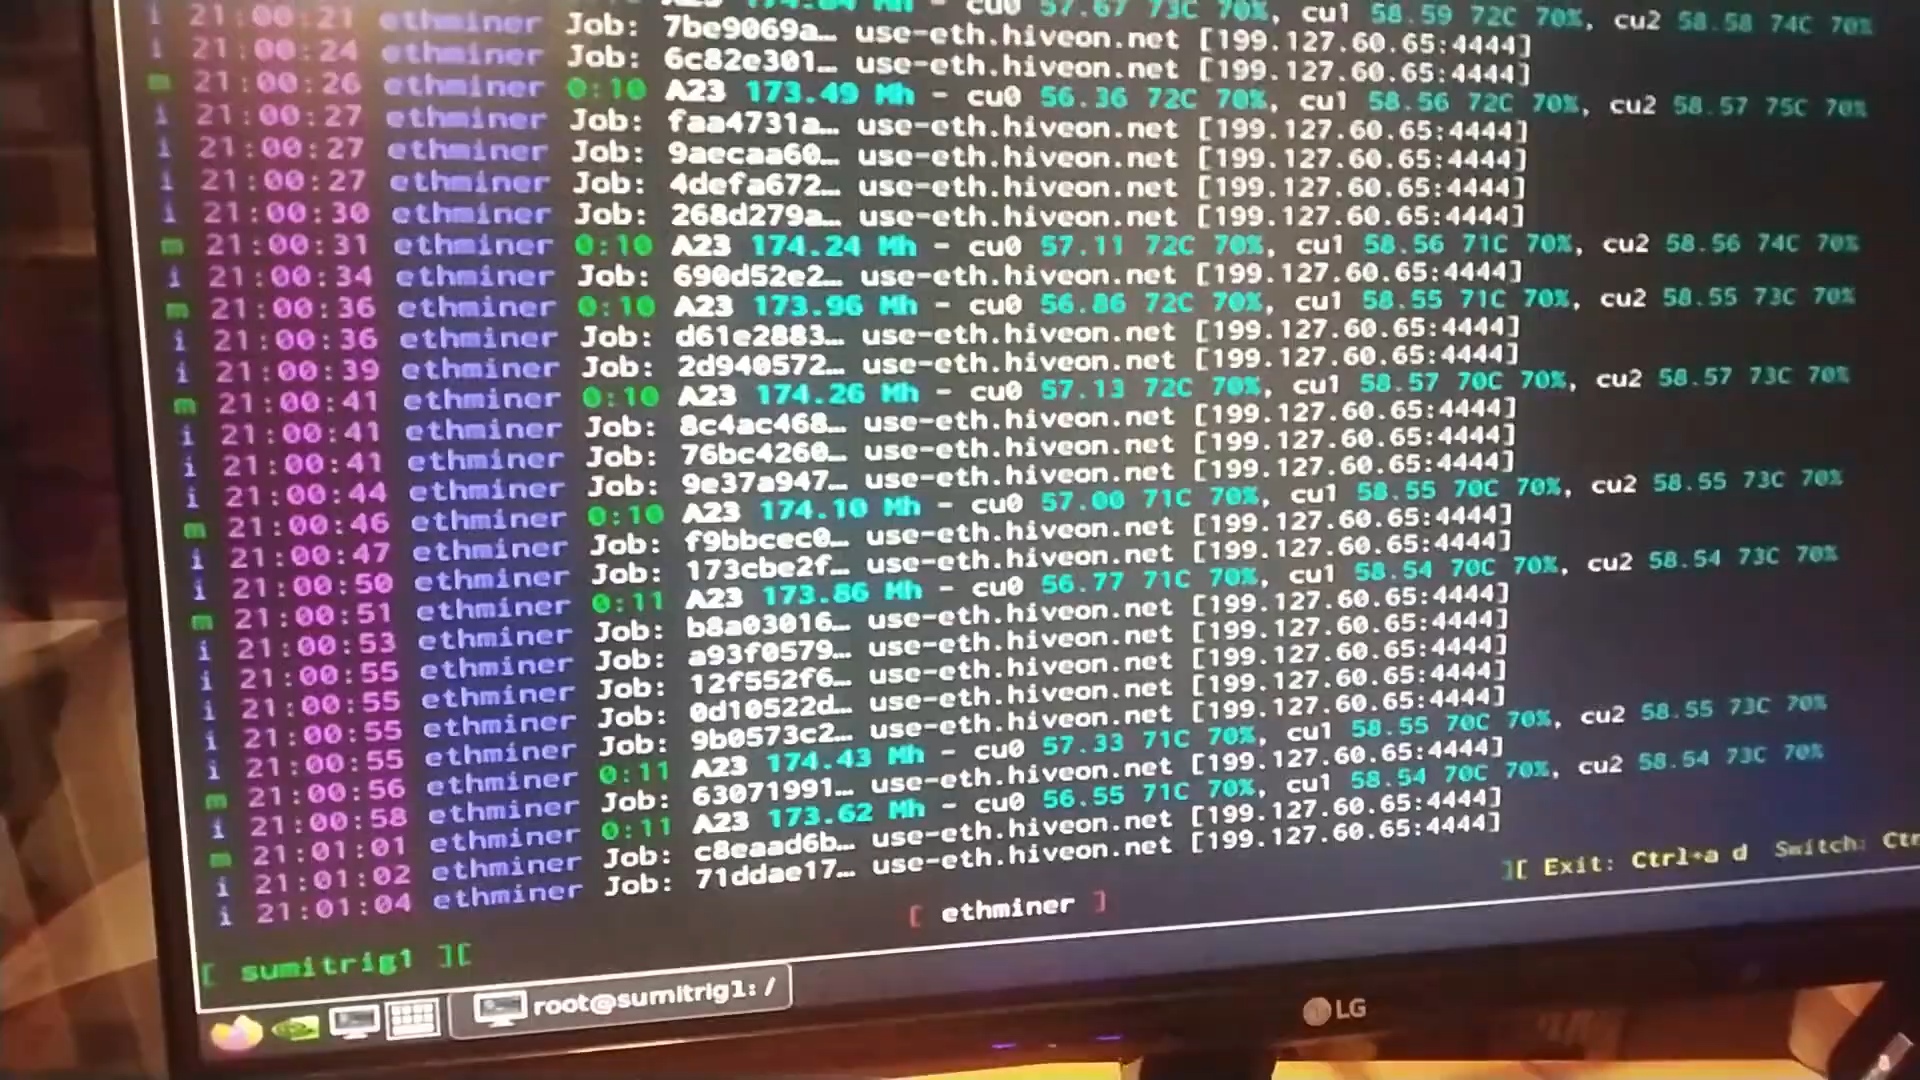 A23 174.84 Mh - cu0 57.67 73C 70%, cu1 58.59 72C 70%, cu2 58.58 74C 70%
i 21:00:21 ethminer Job: 7be9069a… use-eth.hiveon.net [199.127.60.65:4444]
i 21:00:24 ethminer Job: 6c82e301… use-eth.hiveon.net [199.127.60.65:4444]
m 21:00:26 ethminer 0:10 A23 173.49 Mh - cu0 56.36 72C 70%, cu1 58.56 72C 70%, cu2 58.57 75C 70%
i 21:00:27 ethminer Job: faa4731a… use-eth.hiveon.net [199.127.60.65:4444]
i 21:00:27 ethminer Job: 9aecaa60… use-eth.hiveon.net [199.127.60.65:4444]
i 21:00:27 ethminer Job: 4defa672… use-eth.hiveon.net [199.127.60.65:4444]
i 21:00:30 ethminer Job: 268d279a… use-eth.hiveon.net [199.127.60.65:4444]
m 21:00:31 ethminer 0:10 A23 174.24 Mh - cu0 57.11 72C 70%, cu1 58.56 71C 70%, cu2 58.56 74C 70%
i 21:00:34 ethminer Job: 690d52e2… use-eth.hiveon.net [199.127.60.65:4444]
m 21:00:36 ethminer 0:10 A23 173.96 Mh - cu0 56.86 72C 70%, cu1 58.55 71C 70%, cu2 58.55 73C 70%
i 21:00:36 ethminer Job: d61e2883… use-eth.hiveon.net [199.127.60.65:4444]
i 21:00:39 ethminer Job: 2d940572… use-eth.hiveon.net [199.127.60.65:4444]
m 21:00:41 ethminer 0:10 A23 174.26 Mh - cu0 57.13 72C 70%, cu1 58.57 70C 70%, cu2 58.57 73C 70%
i 21:00:41 ethminer Job: 8c4ac468… use-eth.hiveon.net [199.127.60.65:4444]
i 21:00:41 ethminer Job: 76bc4260… use-eth.hiveon.net [199.127.60.65:4444]
i 21:00:44 ethminer Job: 9e37a947… use-eth.hiveon.net [199.127.60.65:4444]
m 21:00:46 ethminer 0:10 A23 174.10 Mh - cu0 57.00 71C 70%, cu1 58.55 70C 70%, cu2 58.55 73C 70%
i 21:00:47 ethminer Job: f9bbcec0… use-eth.hiveon.net [199.127.60.65:4444]
i 21:00:50 ethminer Job: 173cbe2f… use-eth.hiveon.net [199.127.60.65:4444]
m 21:00:51 ethminer 0:11 A23 173.86 Mh - cu0 56.77 71C 70%, cu1 58.54 70C 70%, cu2 58.54 73C 70%
i 21:00:53 ethminer Job: b8a03016… use-eth.hiveon.net [199.127.60.65:4444]
i 21:00:55 ethminer Job: a93f0579… use-eth.hiveon.net [199.127.60.65:4444]
i 21:00:55 ethminer Job: 12f552f6… use-eth.hiveon.net [199.127.60.65:4444]
i 21:00:55 ethminer Job: 0d10522d… use-eth.hiveon.net [199.127.60.65:4444]
i 21:00:55 ethminer Job: 9b0573c2… use-eth.hiveon.net [199.127.60.65:4444]
m 21:00:56 ethminer 0:11 A23 174.43 Mh - cu0 57.33 71C 70%, cu1 58.55 70C 70%, cu2 58.55 73C 70%
i 21:00:58 ethminer Job: 63071991… use-eth.hiveon.net [199.127.60.65:4444]
m 21:01:01 ethminer 0:11 A23 173.62 Mh - cu0 56.55 71C 70%, cu1 58.54 70C 70%, cu2 58.54 73C 70%
i 21:01:02 ethminer Job: c8eaad6b… use-eth.hiveon.net [199.127.60.65:4444]
i 21:01:04 ethminer Job: 71ddae17… use-eth.hiveon.net [199.127.60.65:4444]
[ sumitrig1 ][ [ ethminer ] ][ Exit: Ctrl+a d Switch: Ctr
root@sumitrig1: /
LG